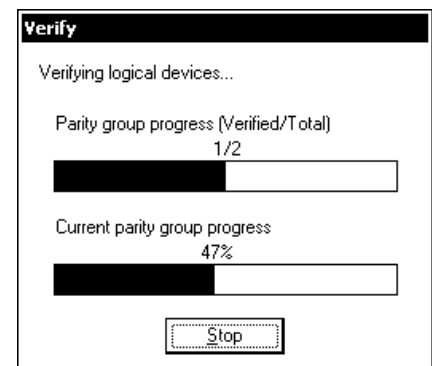 Verify
Verifying logical devices...
Parity group progress (Verified/Total)
1/2
Current parity group progress
47%
Stop